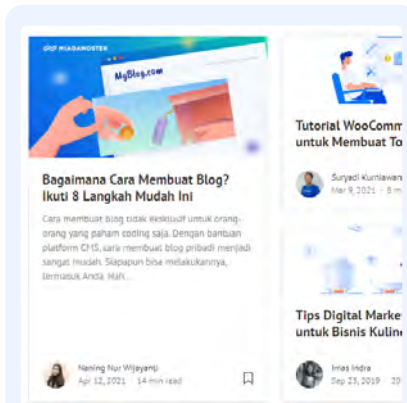 NIAGAHOSTER
MyBlog.com
Bagaimana Cara Membuat Blog?
Ikuti 8 Langkah Mudah Ini
Cara membuat blog tidak eksklusif untuk orang-
orang yang paham coding saja. Dengan bantuan
platform CMS, cara membuat blog pribadi menjadi
sangat mudah. Siapapun bisa melakukannya,
termasuk Anda. Nah...
Naning Nur Wijayanti
Apr 12, 2021 · 14 min read
Tutorial WooComm
untuk Membuat To
Suryadi Kurniawan
Mar 9, 2021 · 8 m
Tips Digital Marke
untuk Bisnis Kuline
Imas Indra
Sep 23, 2019 · 20